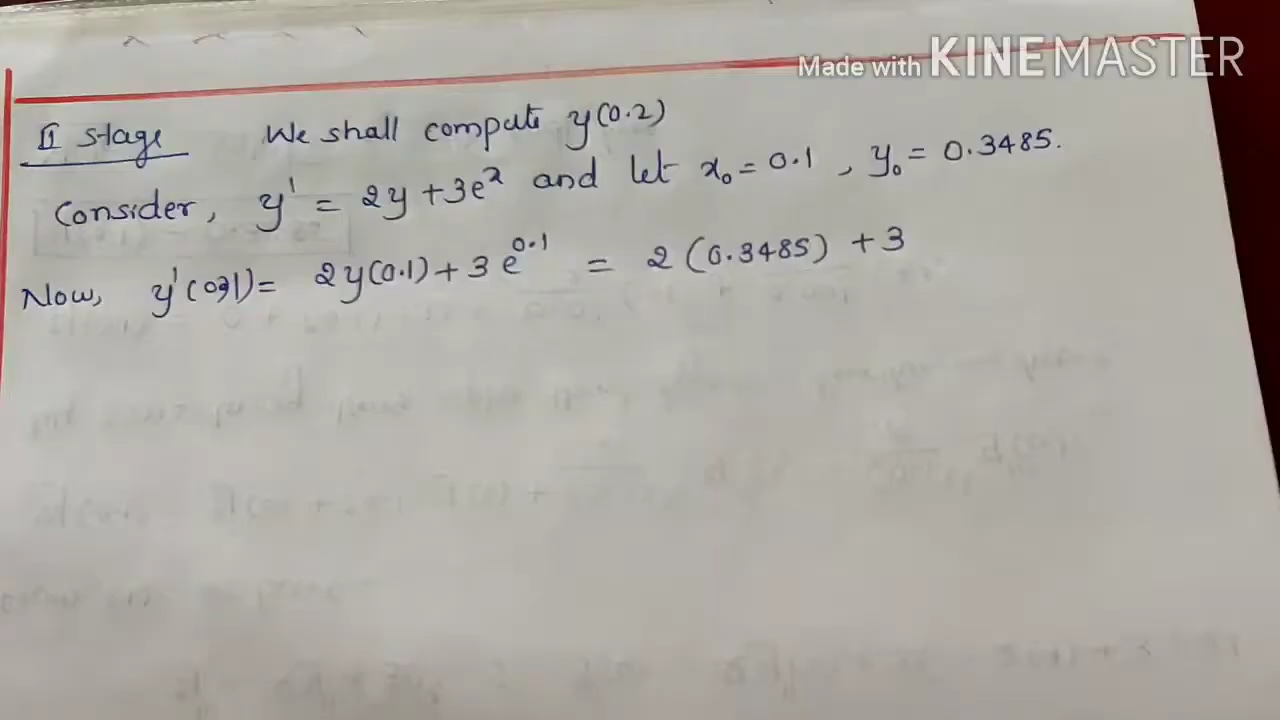 Made with KINEMASTER
II stage We shall compute y(0.2)
Consider, y' = 2y + 3e^x and let x₀ = 0.1 , y₀ = 0.3485.
Now, y'(0.1) = 2y(0.1) + 3e^0.1 = 2(0.3485) + 3